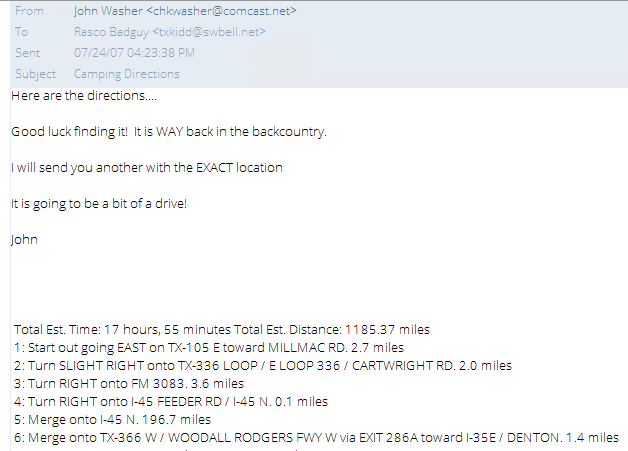 From John Washer <chkwasher@comcast.net>
To Rasco Badguy <txkidd@swbell.net>
Sent 07/24/07 04:23:38 PM
Subject Camping Directions
Here are the directions....
Good luck finding it! It is WAY back in the backcountry.
I will send you another with the EXACT location
It is going to be a bit of a drive!
John
Total Est. Time: 17 hours, 55 minutes Total Est. Distance: 1185.37 miles
1: Start out going EAST on TX-105 E toward MILLMAC RD. 2.7 miles
2: Turn SLIGHT RIGHT onto TX-336 LOOP / E LOOP 336 / CARTWRIGHT RD. 2.0 miles
3: Turn RIGHT onto FM 3083. 3.6 miles
4: Turn RIGHT onto I-45 FEEDER RD / I-45 N. 0.1 miles
5: Merge onto I-45 N. 196.7 miles
6: Merge onto TX-366 W / WOODALL RODGERS FWY W via EXIT 286A toward I-35E / DENTON. 1.4 miles